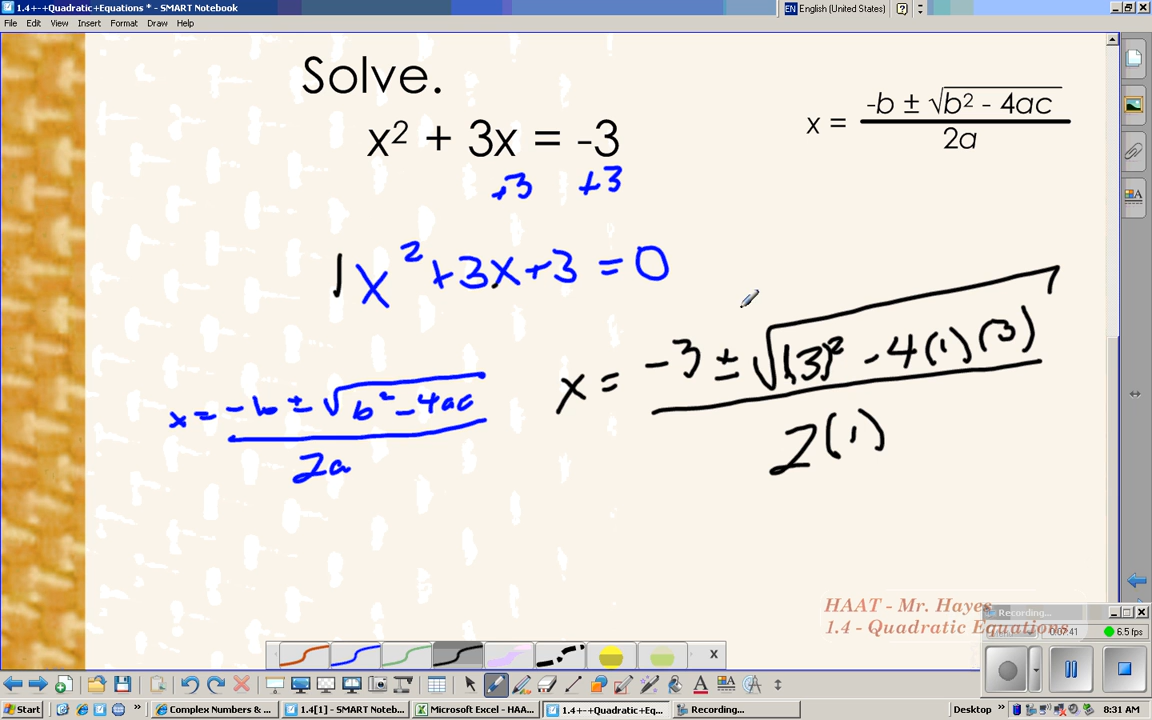 1.4+-+Quadratic+Equations * - SMART Notebook
EN English (United States)
File Edit View Insert Format Draw Help
Solve.
x² + 3x = -3
+3 +3
x = -b ± √b² - 4ac
2a
1x² + 3x + 3 = 0
x = -b ± √b² - 4ac
2a
x = -3 ± √(3)² - 4(1)(3)
2(1)
HAAT - Mr. Hayes
1.4 - Quadratic Equations
Recording...
6.5 fps
X
Start
Complex Numbers & ...
1.4[1] - SMART Noteb...
Microsoft Excel - HAA...
1.4+-+Quadratic+Eq...
Recording...
Desktop
8:31 AM